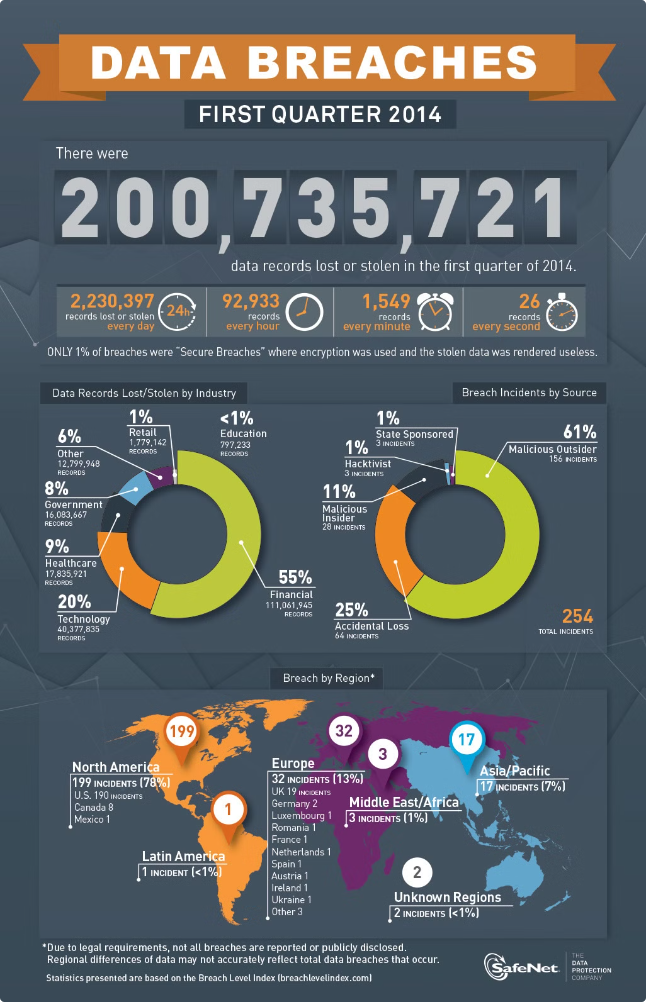 DATA BREACHES
FIRST QUARTER 2014
There were
200,735,721
data records lost or stolen in the first quarter of 2014.
2,230,397
records lost or stolen
every day
24h
92,933
records
every hour
1,549
records
every minute
26
records
every second
ONLY 1% of breaches were "Secure Breaches" where encryption was used and the stolen data was rendered useless.
Data Records Lost/Stolen by Industry
1%
Retail
1,779,142
RECORDS
<1%
Education
797,233
RECORDS
6%
Other
12,799,948
RECORDS
8%
Government
16,083,667
RECORDS
9%
Healthcare
17,835,921
RECORDS
20%
Technology
40,377,835
RECORDS
55%
Financial
111,061,945
RECORDS
Breach Incidents by Source
1%
State Sponsored
3 INCIDENTS
61%
Malicious Outsider
156 INCIDENTS
1%
Hacktivist
3 INCIDENTS
11%
Malicious
Insider
28 INCIDENTS
25%
Accidental Loss
64 INCIDENTS
254
TOTAL INCIDENTS
Breach by Region*
199
North America
199 INCIDENTS (78%)
U.S. 190 INCIDENTS
Canada 8
Mexico 1
1
Latin America
1 INCIDENT (<1%)
32
Europe
32 INCIDENTS (13%)
UK 19 INCIDENTS
Germany 2
Luxembourg 1
Romania 1
France 1
Netherlands 1
Spain 1
Austria 1
Ireland 1
Ukraine 1
Other 3
3
Middle East/Africa
3 INCIDENTS (1%)
17
Asia/Pacific
17 INCIDENTS (7%)
2
Unknown Regions
2 INCIDENTS (<1%)
*Due to legal requirements, not all breaches are reported or publicly disclosed.
Regional differences of data may not accurately reflect total data breaches that occur.
Statistics presented are based on the Breach Level Index (breachlevelindex.com)
SafeNet.
THE
DATA
PROTECTION
COMPANY